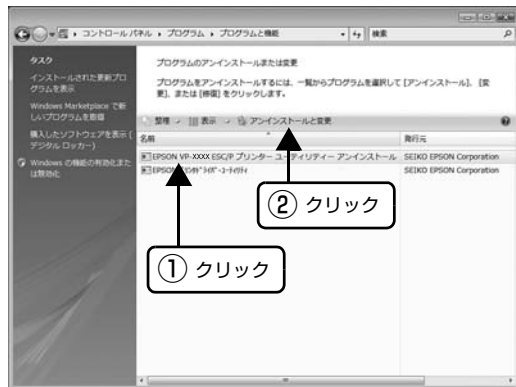 コントロールパネル ▸ プログラム ▸ プログラムと機能
検索
タスク
インストールされた更新プロ
グラムを表示
Windows Marketplace で新
しいプログラムを取得
購入したソフトウェアを表示 (
デジタル ロッカー)
Windows の機能の有効化また
は無効化
プログラムのアンインストールまたは変更
プログラムをアンインストールするには、一覧からプログラムを選択して [アンインストール]、[変
更]、または [修復] をクリックします。
整理 表示 アンインストールと変更
名前 発行元
EPSON VP-XXXX ESC/P プリンター ユーティリティー アンインストール SEIKO EPSON Corporation
EPSON SEIKO EPSON Corporation
② クリック
① クリック